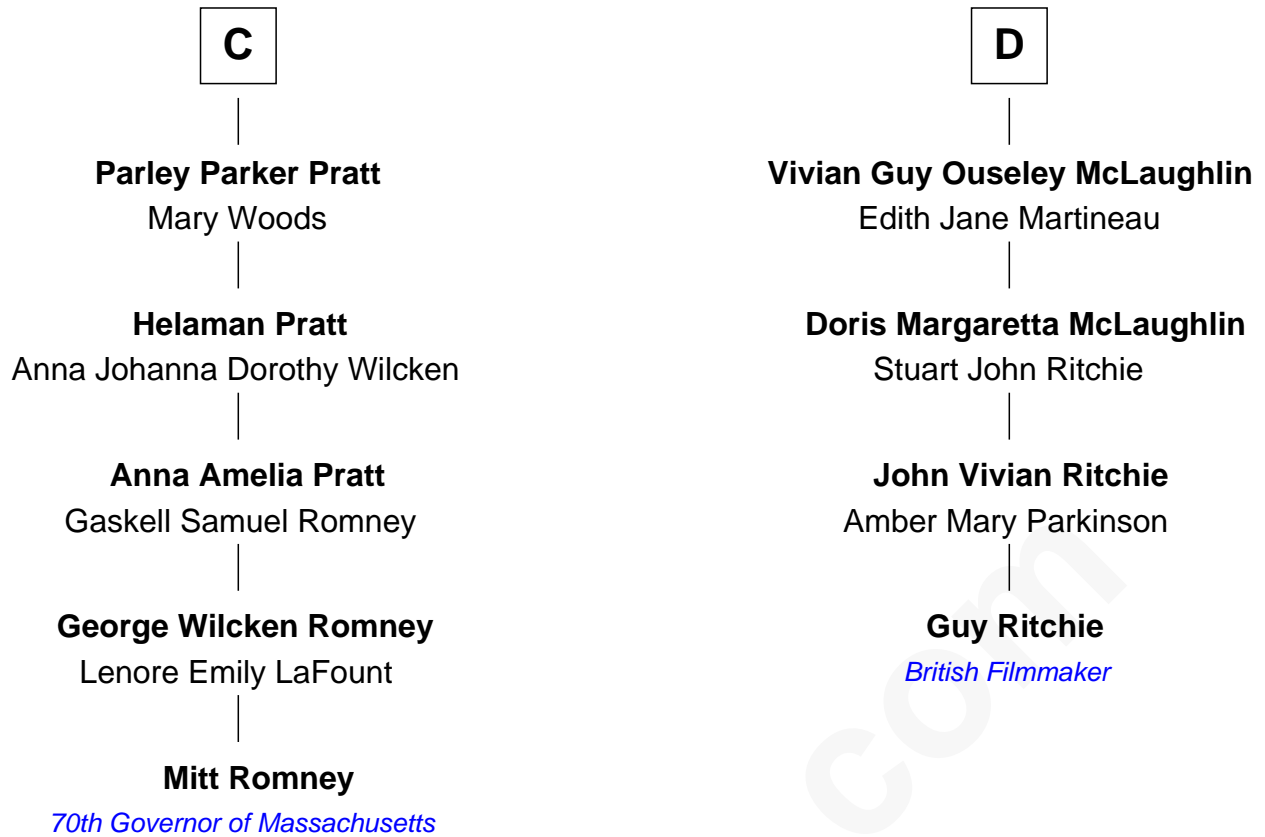 C
Parley Parker Pratt
Mary Woods
Helaman Pratt
Anna Johanna Dorothy Wilcken
Anna Amelia Pratt
Gaskell Samuel Romney
George Wilcken Romney
Lenore Emily LaFount
Mitt Romney
70th Governor of Massachusetts
D
Vivian Guy Ouseley McLaughlin
Edith Jane Martineau
Doris Margaretta McLaughlin
Stuart John Ritchie
John Vivian Ritchie
Amber Mary Parkinson
Guy Ritchie
British Filmmaker
com